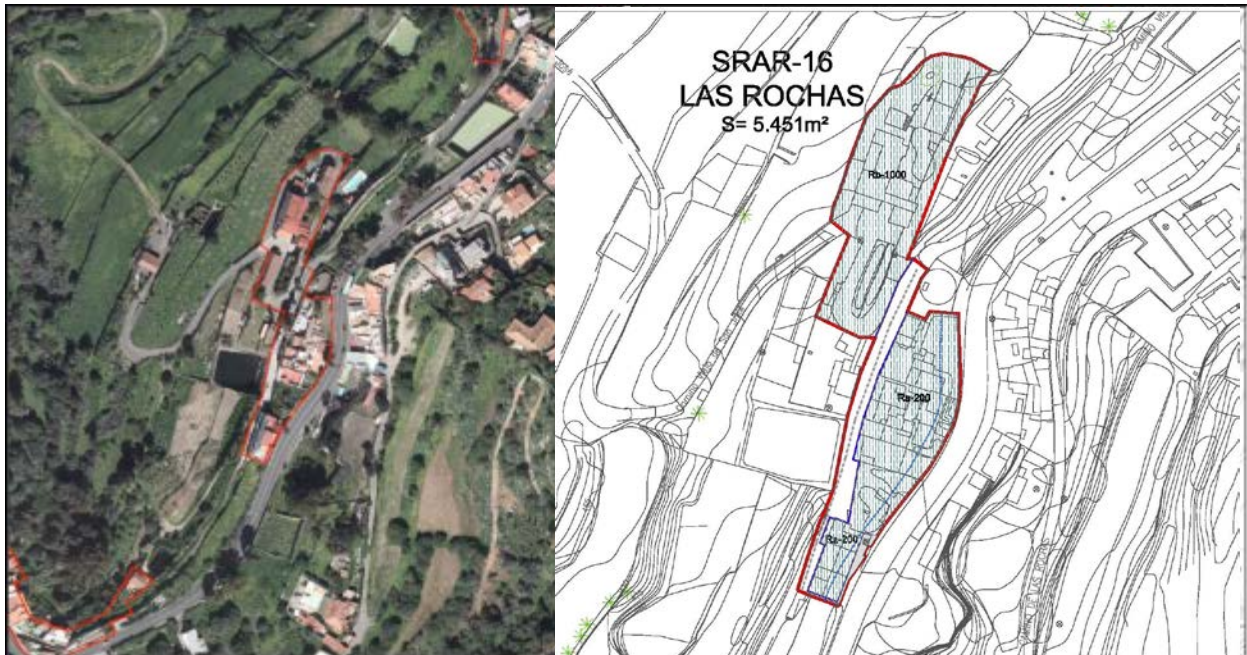 SRAR-16
LAS ROCHAS
S= 5.451m²
Rb-1000
Ra-200
Ra-200